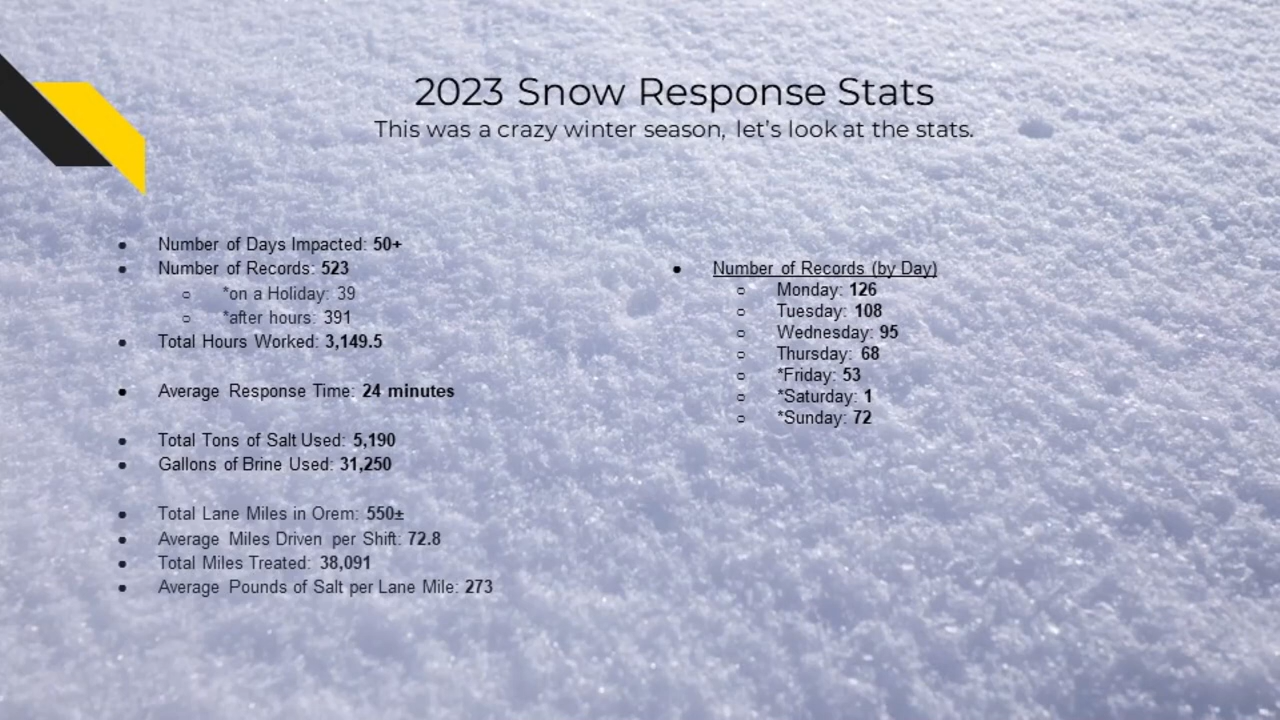 2023 Snow Response Stats
This was a crazy winter season, let's look at the stats.
● Number of Days Impacted: 50+
● Number of Records: 523
○ *on a Holiday: 39
○ *after hours: 391
● Total Hours Worked: 3,149.5
● Average Response Time: 24 minutes
● Total Tons of Salt Used: 5,190
● Gallons of Brine Used: 31,250
● Total Lane Miles in Orem: 550±
● Average Miles Driven per Shift: 72.8
● Total Miles Treated: 38,091
● Average Pounds of Salt per Lane Mile: 273
● Number of Records (by Day)
○ Monday: 126
○ Tuesday: 108
○ Wednesday: 95
○ Thursday: 68
○ *Friday: 53
○ *Saturday: 1
○ *Sunday: 72